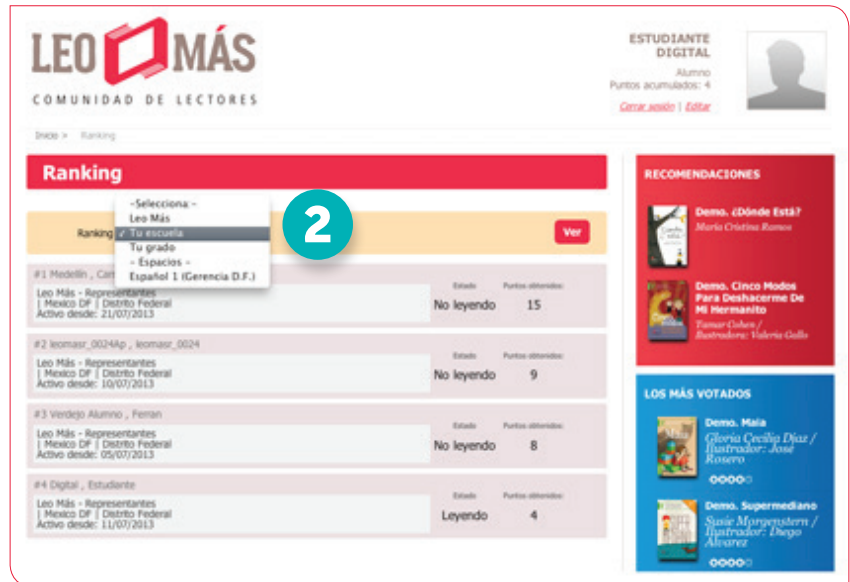 LEO MÁS
COMUNIDAD DE LECTORES
ESTUDIANTE
DIGITAL
Alumno
Puntos acumulados: 4
Cerrar sesión | Editar
Inicio > Ranking
Ranking
-Selecciona:-
Leo Más
Ranking ✓ Tu escuela
Tu grado
- Espacios -
Español 1 (Gerencia D.F.)
2
Ver
#1 Medellín , Car
Leo Más - Representantes
| Mexico DF | Distrito Federal
Activo desde: 21/07/2013
Estado Puntos obtenidos:
No leyendo 15
#2 leomasr_0024Ap , leomasr_0024
Leo Más - Representantes
| Mexico DF | Distrito Federal
Activo desde: 10/07/2013
Estado Puntos obtenidos:
No leyendo 9
#3 Verdejo Alumno , Ferran
Leo Más - Representantes
| Mexico DF | Distrito Federal
Activo desde: 05/07/2013
Estado Puntos obtenidos:
No leyendo 8
#4 Digital , Estudiante
Leo Más - Representantes
| Mexico DF | Distrito Federal
Activo desde: 11/07/2013
Estado Puntos obtenidos:
Leyendo 4
RECOMENDACIONES
Demo. ¿Dónde Está?
María Cristina Ramos
Demo. Cinco Modos
Para Deshacerme De
Mi Hermanito
Tamar Cohen /
Ilustradora: Valeria Gallo
LOS MÁS VOTADOS
Demo. Maia
Gloria Cecilia Díaz /
Ilustrador: José
Rosero
Demo. Supermediano
Susie Morgenstern /
Ilustrador: Diego
Álvarez